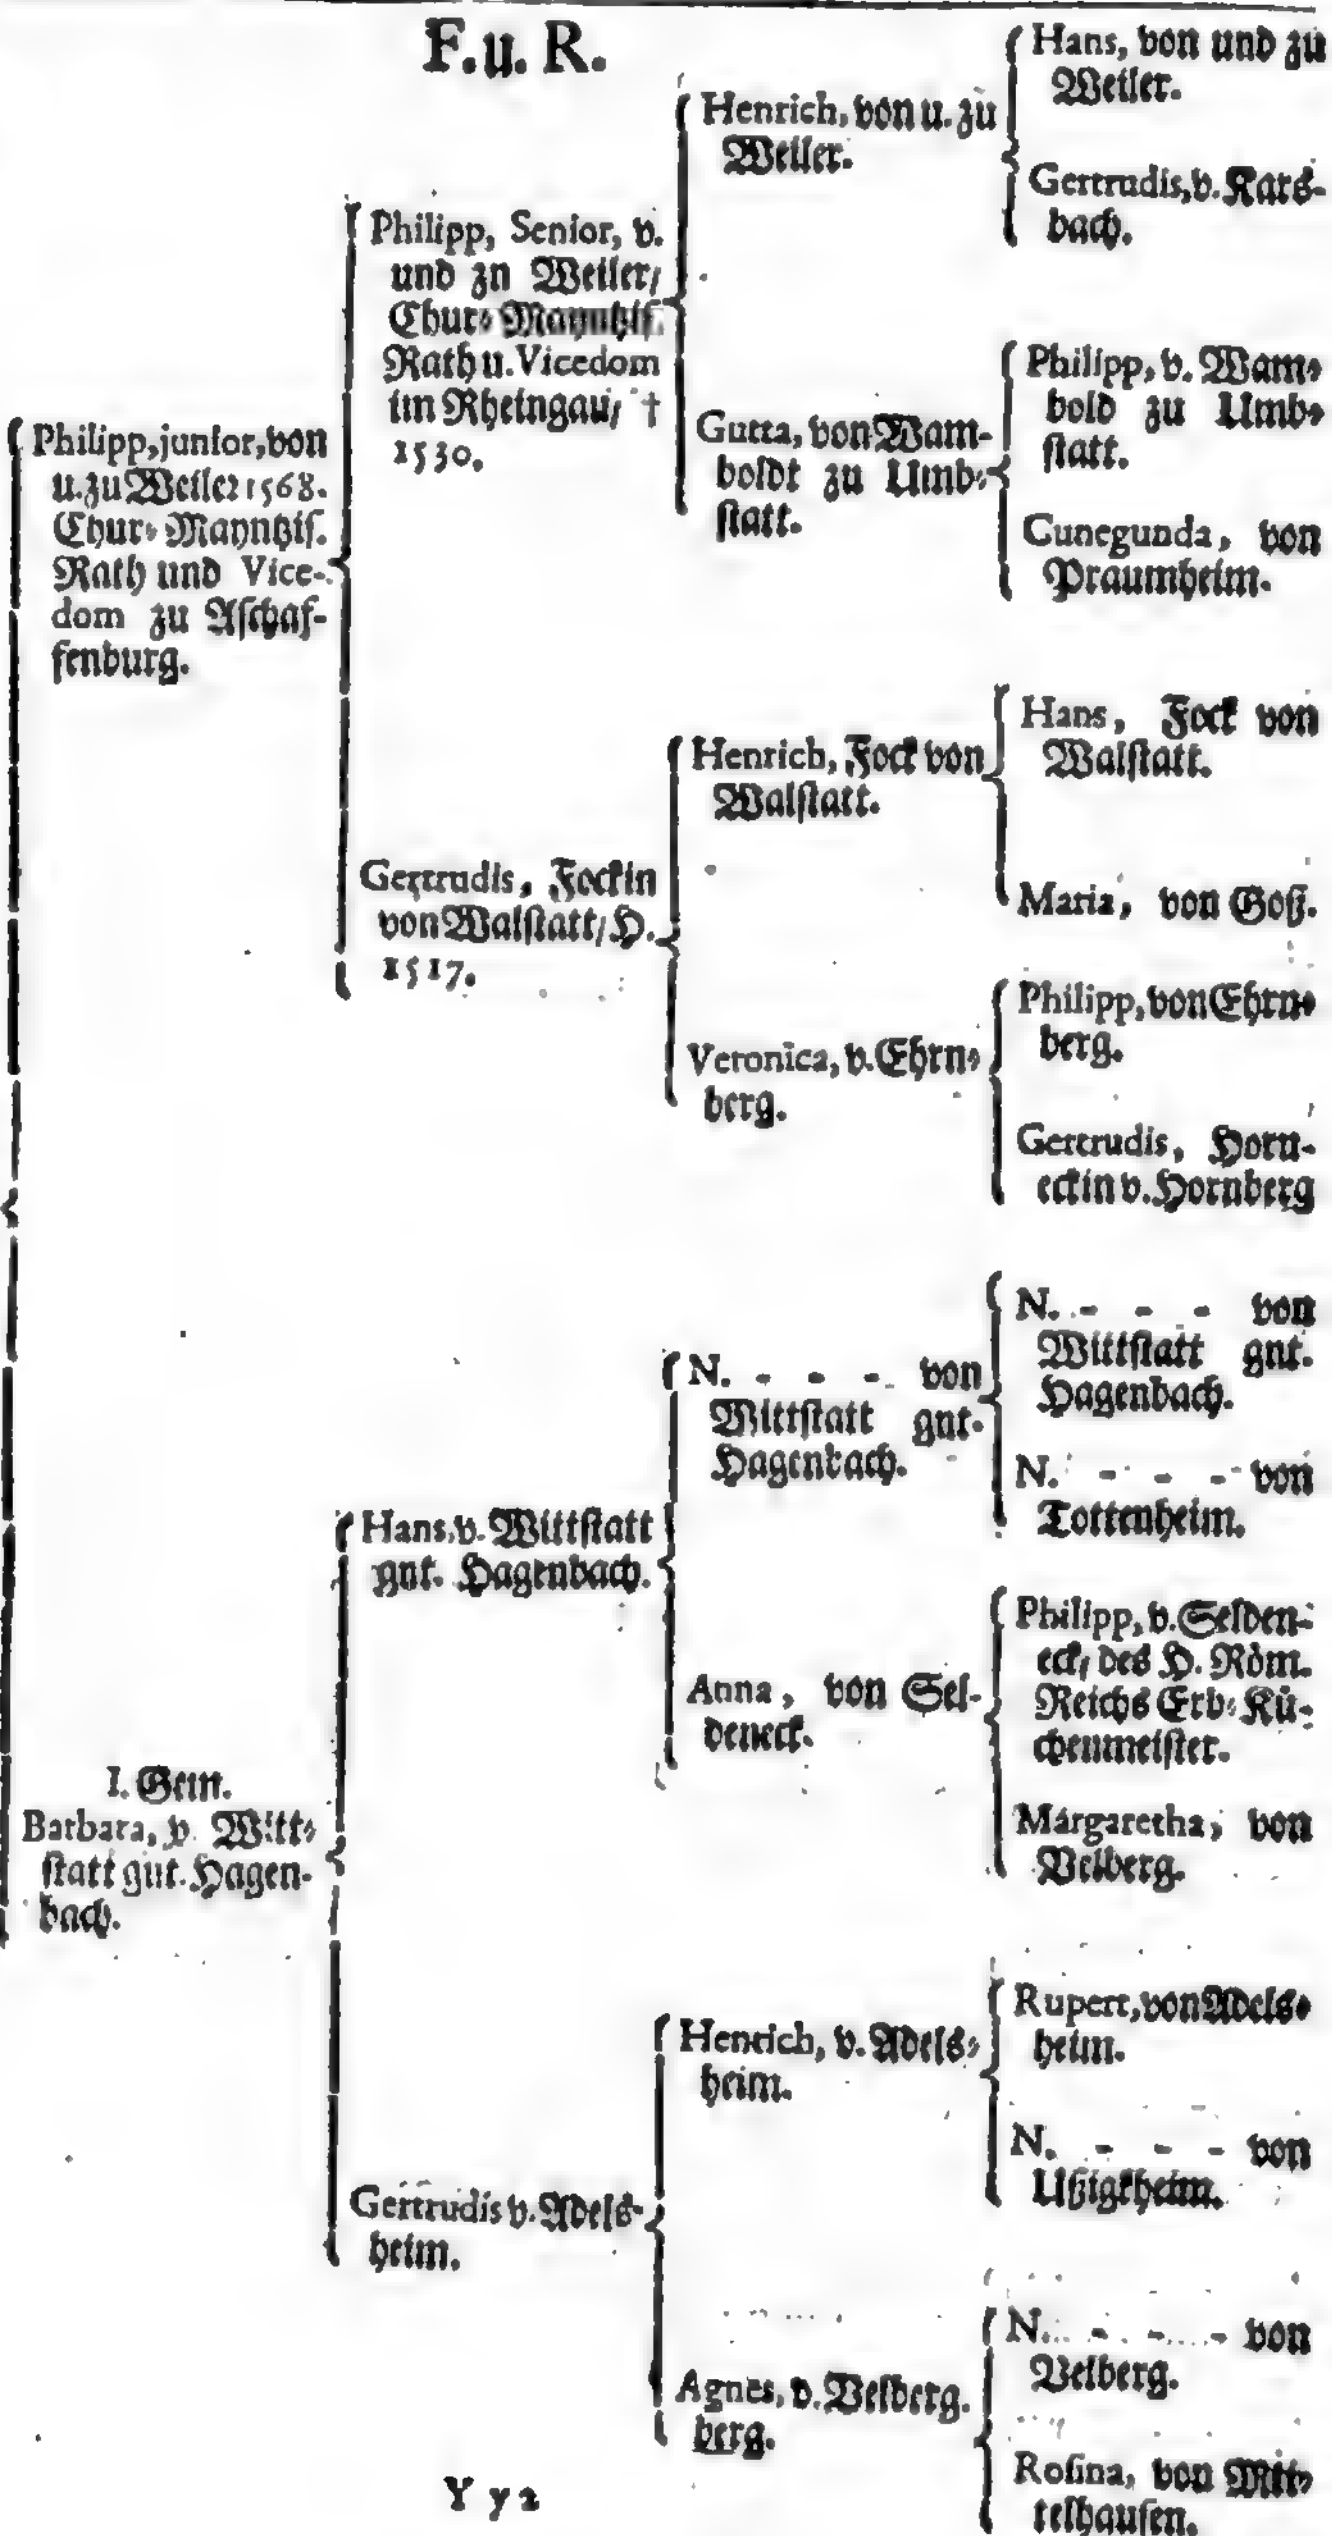 F. u. R.
Philipp, junior, von
u. zu Weiler 1568.
Chur-Mayntzis.
Rath und Vice-
dom zu Aschaf-
fenburg.
I. Gem.
Barbara, v. Witt-
statt gnt. Hagen-
bach.
Philipp, Senior, v.
und zn Weiler/
Chur-Mayntzis.
Rath u. Vicedom
im Rheingau/ †
1530.
Gertrudis, Fockin
von Walstatt/ H.
1517.
Hans, v. Wittstatt
gnt. Hagenbach.
Gertrudis v. Adels-
heim.
Henrich, von u. zu
Weiler.
Gutta, von Wam-
boldt zu Umb-
statt.
Henrich, Fock von
Walstatt.
Veronica, v. Ehrn-
berg.
N. - - - von
Wittstatt gnt.
Hagenbach.
Anna, von Sel-
deneck.
Henrich, v. Adels-
heim.
Agnes, v. Velberg.
berg.
Hans, von und zu
Weiler.
Gertrudis, v. Kars-
bach.
Philipp, v. Wam-
bold zu Umb-
statt.
Cunegunda, von
Praumheim.
Hans, Fock von
Walstatt.
Maria, von Goß.
Philipp, von Ehrn-
berg.
Gertrudis, Horn-
eckin v. Hornberg
N. - - - von
Wittstatt gnt.
Hagenbach.
N. - - - von
Tottenheim.
Philipp, v. Selden-
eck, des H. Röm.
Reichs Erb-Kü-
chenmeister.
Margaretha, von
Velberg.
Rupert, von Adels-
heim.
N. - - - von
Utzigkheim.
N. - - - von
Velberg.
Rosina, von Mit-
telhausen.
Y y 2